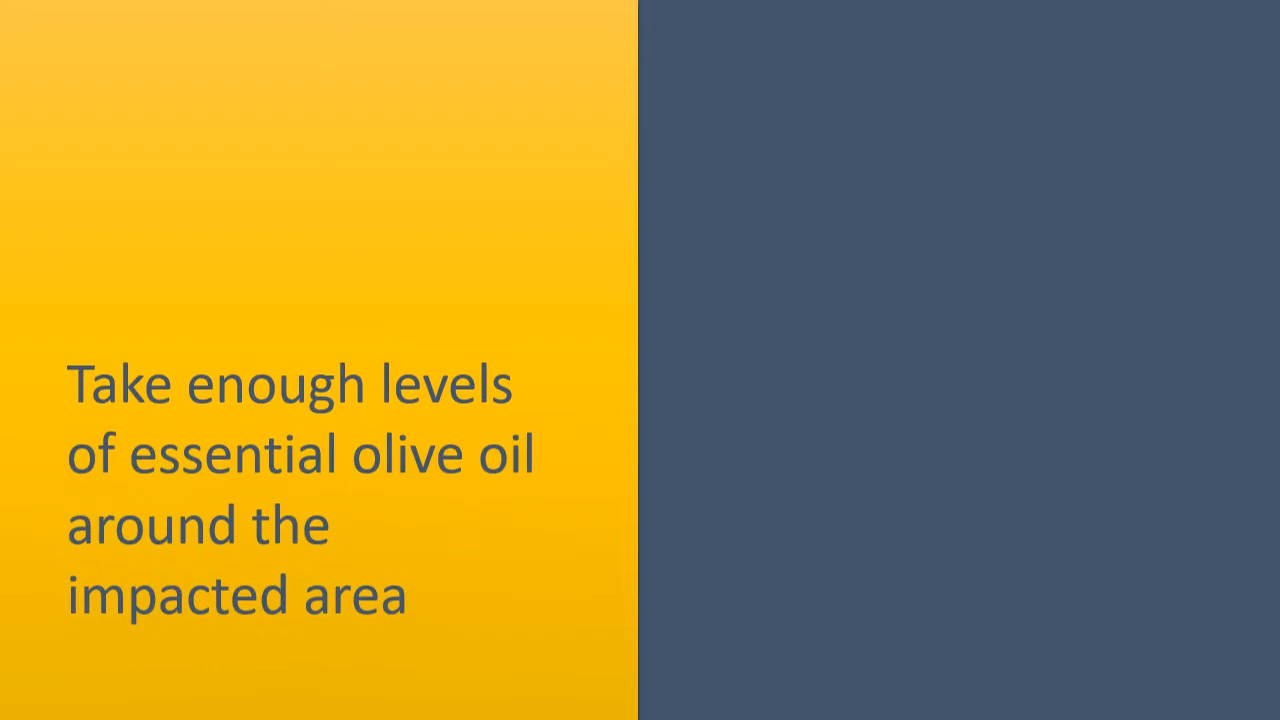 Take enough levels
of essential olive oil
around the
impacted area